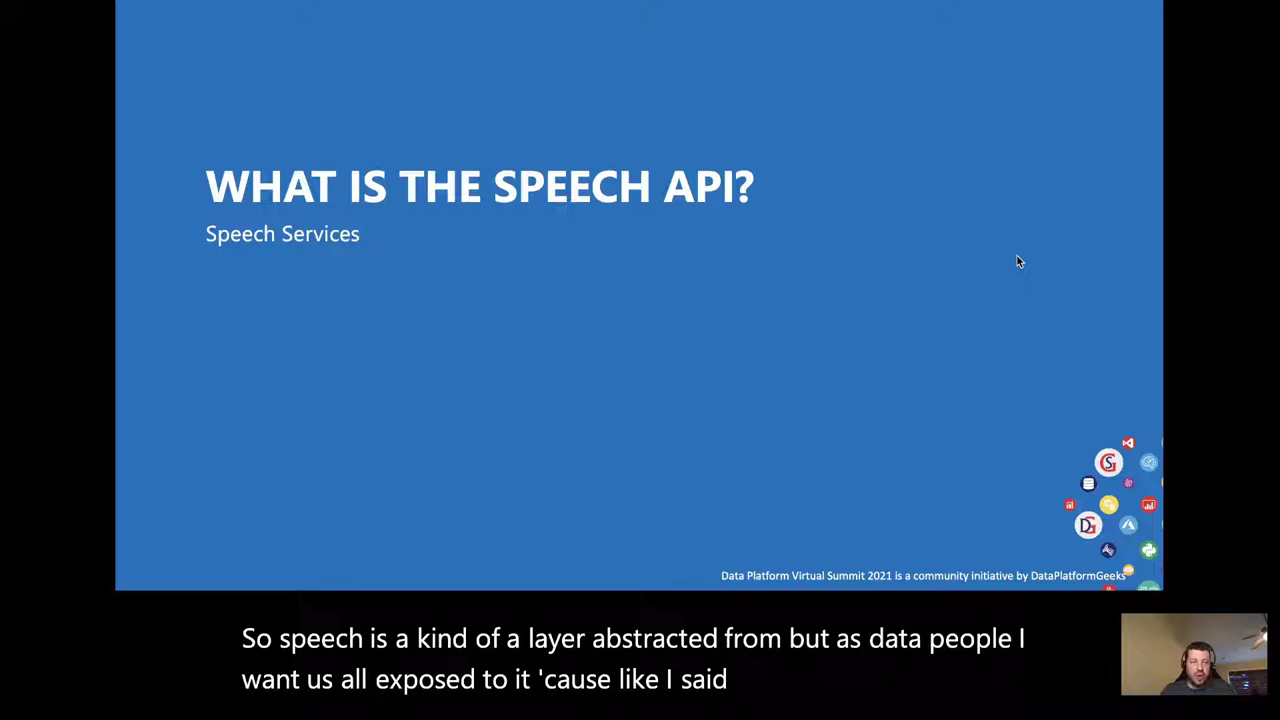 WHAT IS THE SPEECH API?
Speech Services
Data Platform Virtual Summit 2021 is a community initiative by DataPlatformGeeks
So speech is a kind of a layer abstracted from but as data people I
want us all exposed to it 'cause like I said